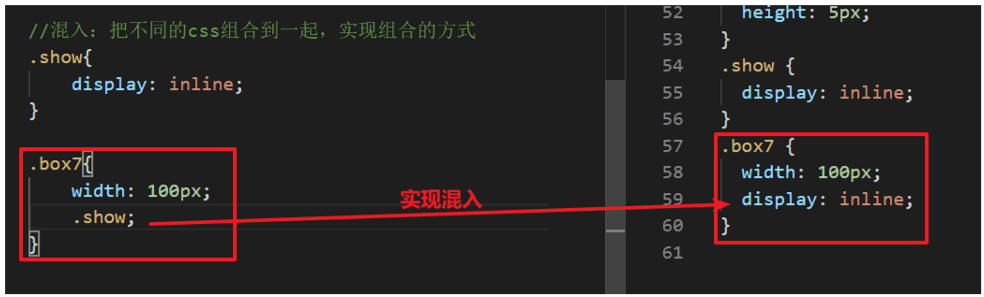 //混入：把不同的css组合到一起，实现组合的方式
.show{
display: inline;
}
.box7{
width: 100px;
.show;
}
实现混入
52 height: 5px;
53 }
54 .show {
55 display: inline;
56 }
57 .box7 {
58 width: 100px;
59 display: inline;
60 }
61